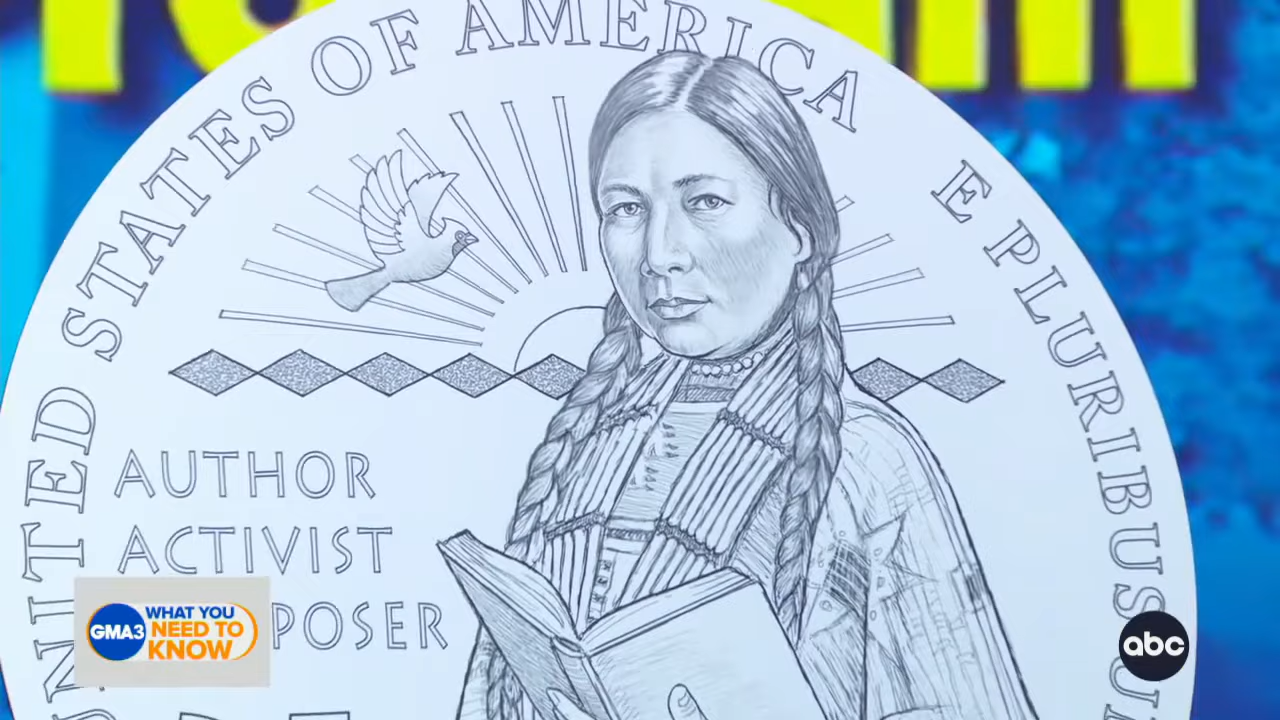 UNITED STATES OF AMERICA
E PLURIBUS U
AUTHOR
ACTIVIST
POSER
GMA3
WHAT YOU
NEED TO
KNOW
abc